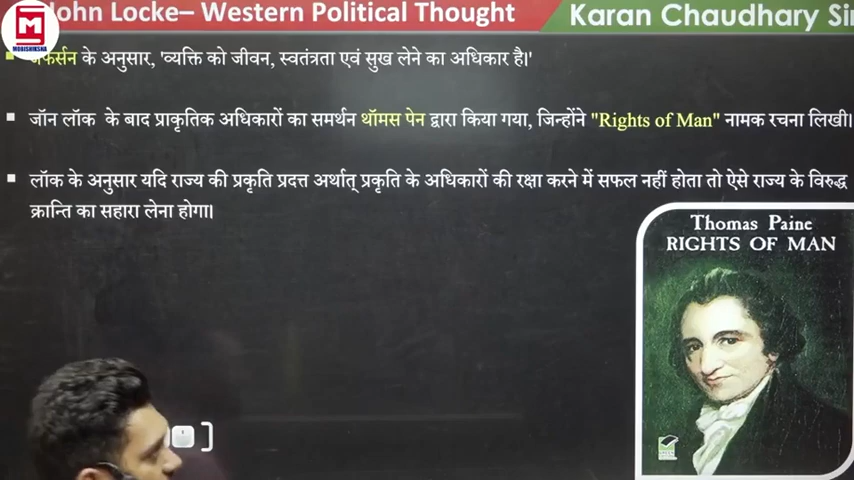 John Locke– Western Political Thought
Karan Chaudhary Sir
MOBISHIKSHA
के अनुसार, 'व्यक्ति को जीवन, स्वतंत्रता एवं सुख लेने का अधिकार है।'
जॉन लॉक के बाद प्राकृतिक अधिकारों का समर्थन थॉमस पेन द्वारा किया गया, जिन्होंने "Rights of Man" नामक रचना लिखी।
लॉक के अनुसार यदि राज्य की प्रकृति प्रदत्त अर्थात् प्रकृति के अधिकारों की रक्षा करने में सफल नहीं होता तो ऐसे राज्य के विरुद्ध
क्रान्ति का सहारा लेना होगा।
Thomas Paine
RIGHTS OF MAN